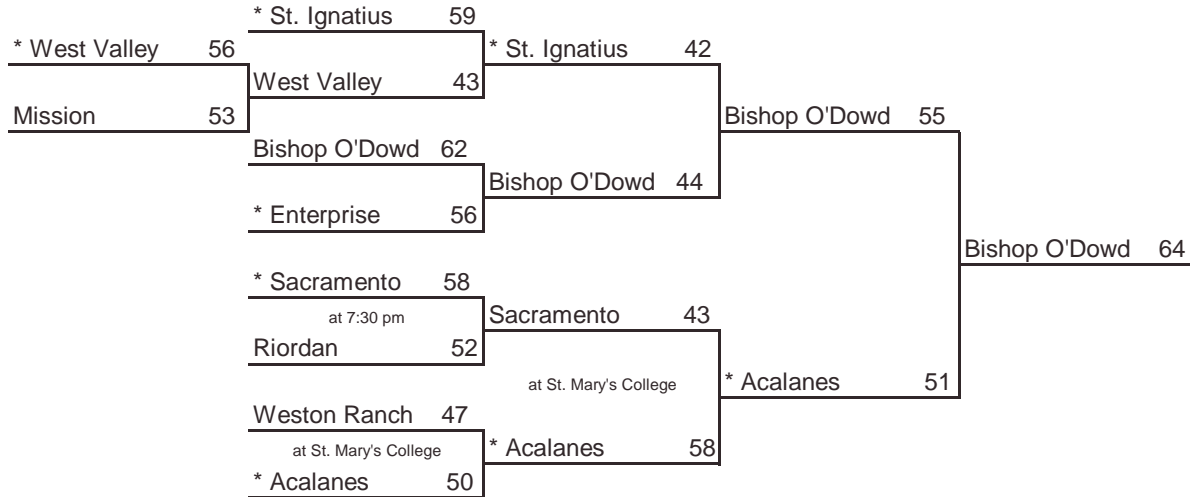 * St. Ignatius 59
* West Valley 56
* St. Ignatius 42
West Valley 43
Mission 53
Bishop O'Dowd 55
Bishop O'Dowd 62
Bishop O'Dowd 44
* Enterprise 56
Bishop O'Dowd 64
* Sacramento 58
at 7:30 pm
Sacramento 43
Riordan 52
at St. Mary's College
* Acalanes 51
Weston Ranch 47
at St. Mary's College
* Acalanes 58
* Acalanes 50